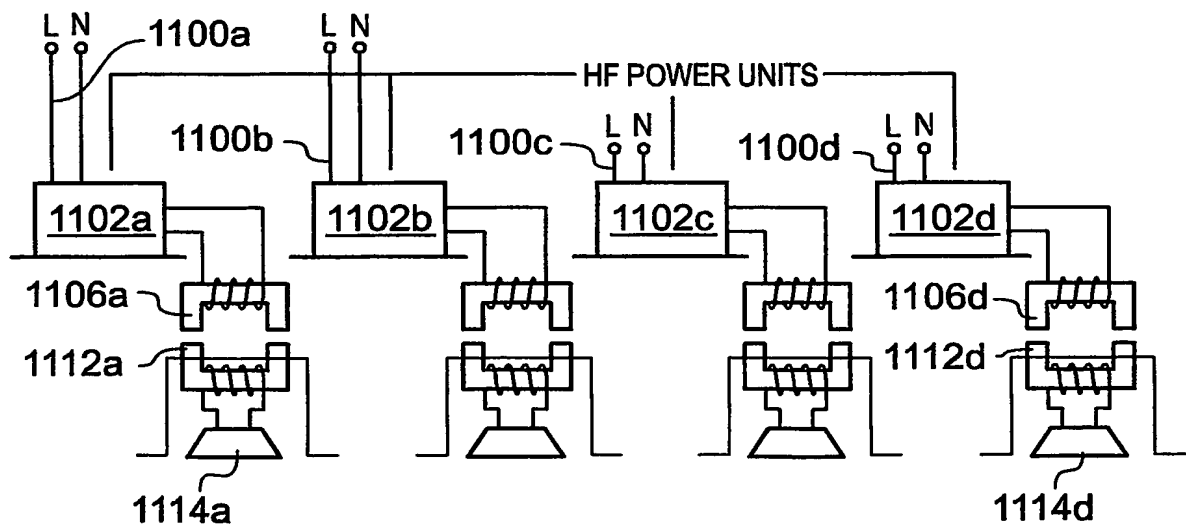 L N
1100a
L N
HF POWER UNITS
1100b
L N
1100c
L N
1100d
1102a
1102b
1102c
1102d
1106a
1106d
1112a
1112d
1114a
1114d